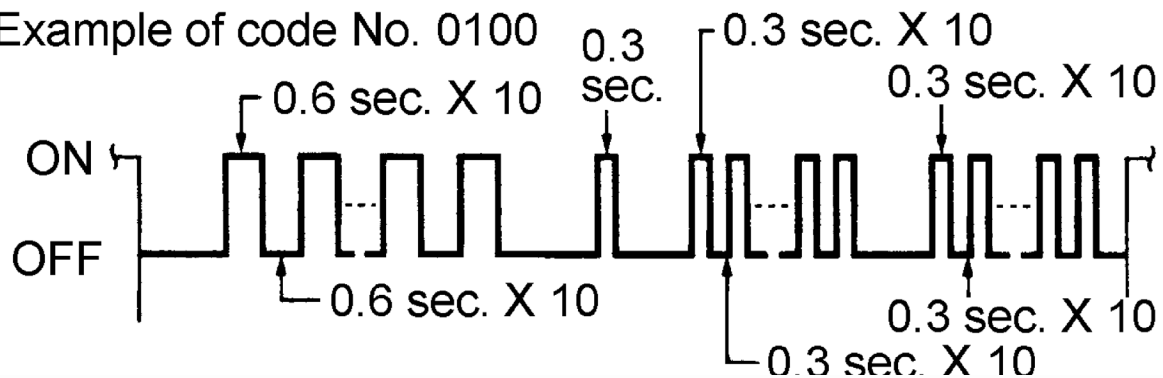 Example of code No. 0100
0.3
sec.
0.3 sec. X 10
0.6 sec. X 10
0.3 sec. X 10
ON
OFF
0.6 sec. X 10
0.3 sec. X 10
0.3 sec. X 10